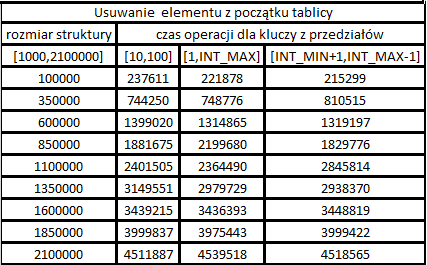 Usuwanie elementu z początku tablicy
rozmiar struktury czas operacji dla kluczy z przedziałów
[1000,2100000] [10,100] [1,INT_MAX] [INT_MIN+1,INT_MAX-1]
100000 237611 221878 215299
350000 744250 748776 810515
600000 1399020 1314865 1319197
850000 1881675 2199680 1829776
1100000 2401505 2364490 2845814
1350000 3149551 2979729 2938370
1600000 3439215 3436393 3448819
1850000 3999837 3975443 3999422
2100000 4511887 4539518 4518565